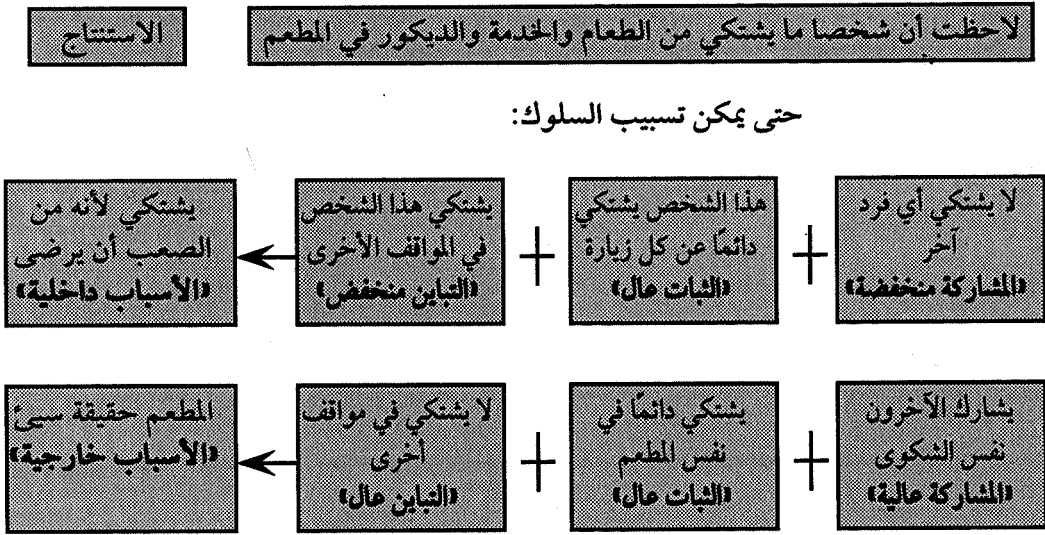 لاحظت أن شخصا ما يشتكي من الطعام والخدمة والديكور في المطعم
الاستنتاج
حتى يمكن تسبيب السلوك:
لا يشتكي أي فرد
آخر
«المشاركة منخفضة»
+
هذا الشحص يشتكي
دائمًا عن كل زيارة
«الثبات عال»
+
يشتكي هذا الشخص
في المواقف الأخرى
«التباين منخفض»
يشتكي لأنه من
الصعب أن يرضى
«الأسباب داخلية»
يشارك الآخرون
نفس الشكوى
«المشاركة عالية»
+
يشتكي دائمًا في
نفس المطعم
«الثبات عال»
+
لا يشتكي في مواقف
أخرى
«التباين عال»
المطعم حقيقة سيئ
«الأسباب خارجية»